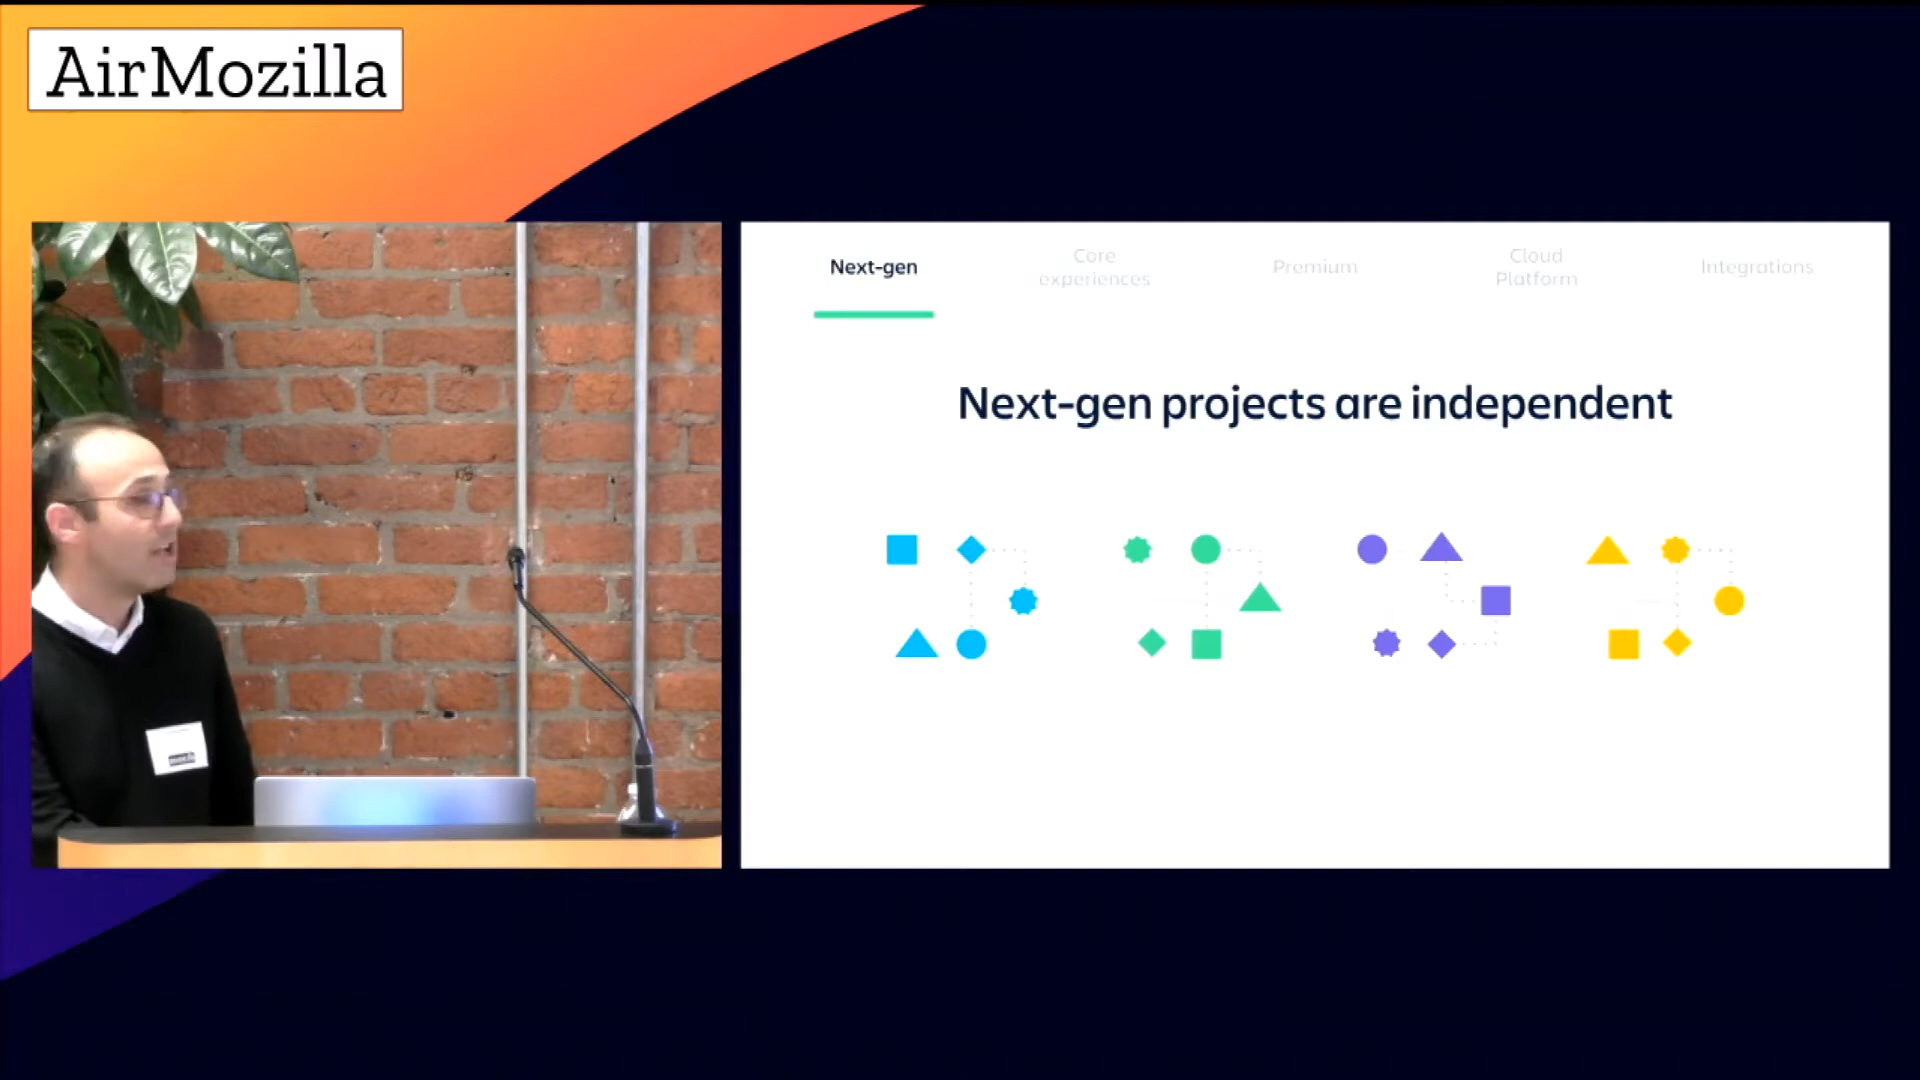 AirMozilla
Next-gen
Core
experiences
Premium
Cloud
Platform
Integrations
Next-gen projects are independent